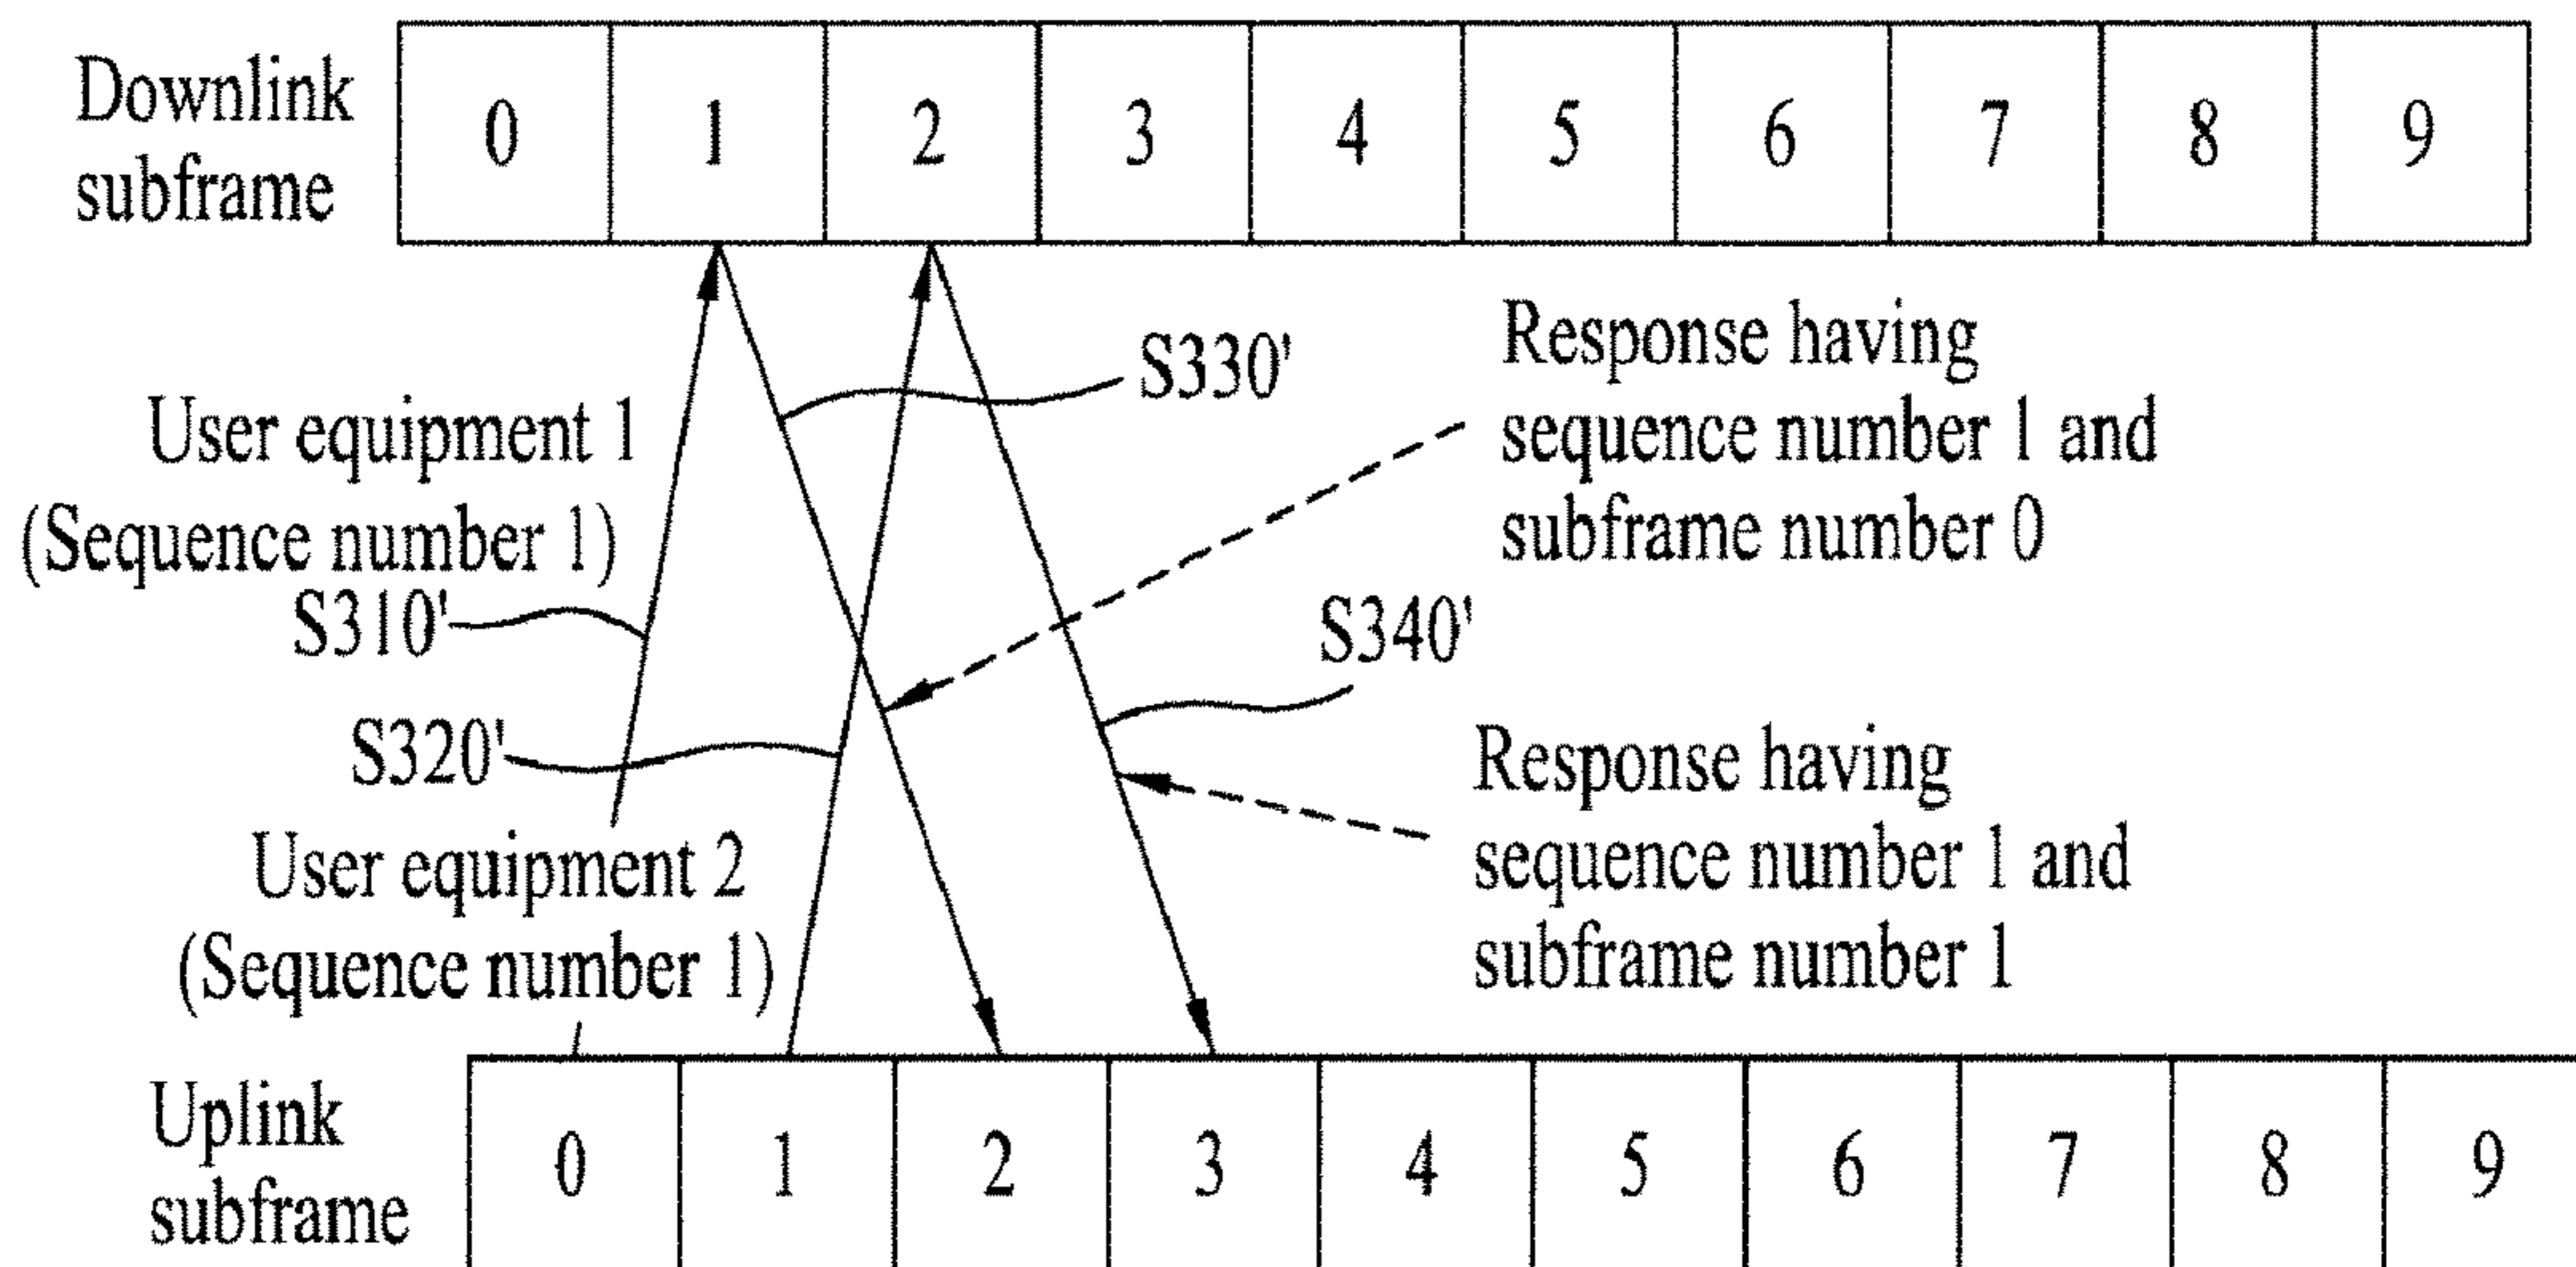 Downlink
subframe
0 1 2 3 4 5 6 7 8 9
S330'
Response having
sequence number 1 and
subframe number 0
User equipment 1
(Sequence number 1)
S310'
S340'
S320'
Response having
sequence number 1 and
subframe number 1
User equipment 2
(Sequence number 1)
Uplink
subframe
0 1 2 3 4 5 6 7 8 9